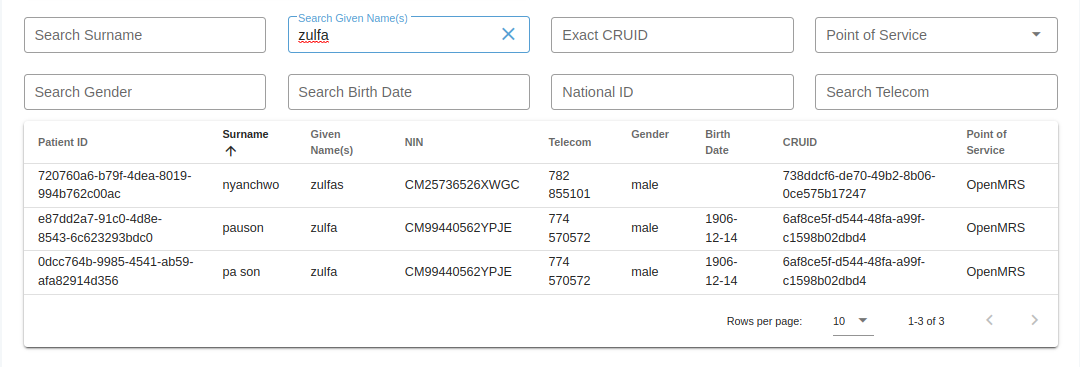 Search Given Name(s)
Search Surname zulfa Exact CRUID Point of Service
Search Gender Search Birth Date National ID Search Telecom
Patient ID Surname Given Name(s) NIN Telecom Gender Birth Date CRUID Point of Service
720760a6-b79f-4dea-8019-994b762c00ac nyanchwo zulfas CM25736526XWGC 782 855101 male 738ddcf6-de70-49b2-8b06-0ce575b17247 OpenMRS
e87dd2a7-91c0-4d8e-8543-6c623293bdc0 pauson zulfa CM99440562YPJE 774 570572 male 1906-12-14 6af8ce5f-d544-48fa-a99f-c1598b02dbd4 OpenMRS
0dcc764b-9985-4541-ab59-afa82914d356 pa son zulfa CM99440562YPJE 774 570572 male 1906-12-14 6af8ce5f-d544-48fa-a99f-c1598b02dbd4 OpenMRS
Rows per page: 10 1-3 of 3